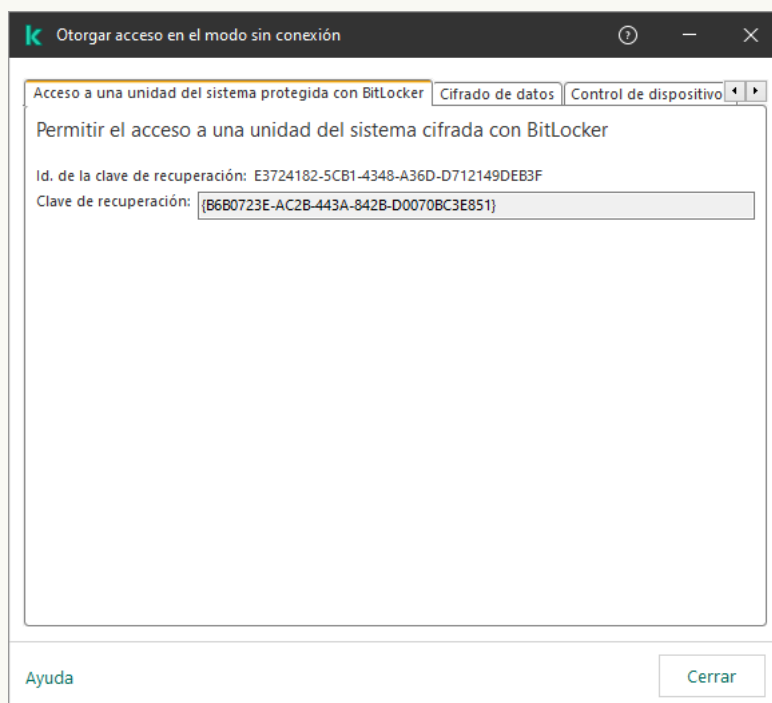 Otorgar acceso en el modo sin conexión
Acceso a una unidad del sistema protegida con BitLocker Cifrado de datos Control de dispositivo
Permitir el acceso a una unidad del sistema cifrada con BitLocker
Id. de la clave de recuperación: E3724182-5CB1-4348-A36D-D712149DEB3F
Clave de recuperación: {B6B0723E-AC2B-443A-842B-D0070BC3E851}
Ayuda Cerrar